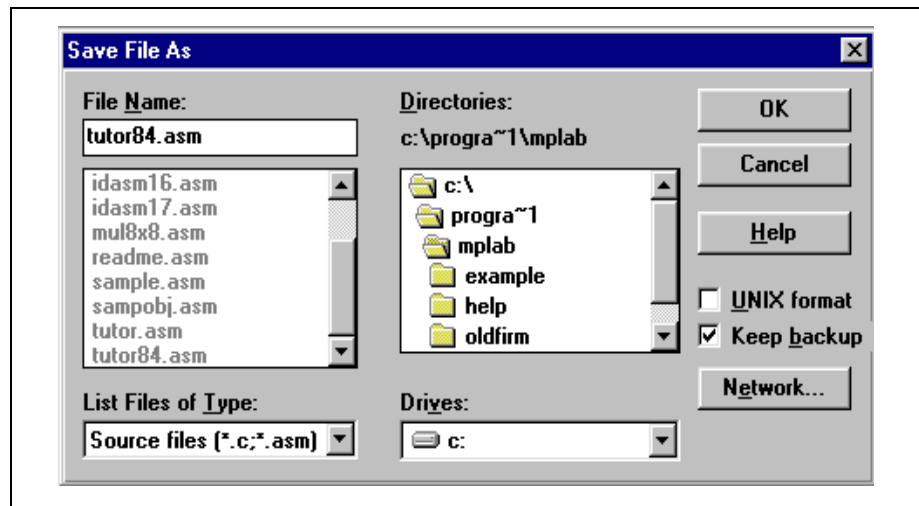 Save File As
File Name:
tutor84.asm
idasm16.asm
idasm17.asm
mul8x8.asm
readme.asm
sample.asm
sampobj.asm
tutor.asm
tutor84.asm
List Files of Type:
Source files (*.c;*.asm)
Directories:
c:\progra~1\mplab
c:\
progra~1
mplab
example
help
oldfirm
Drives:
c:
OK
Cancel
Help
UNIX format
Keep backup
Network...